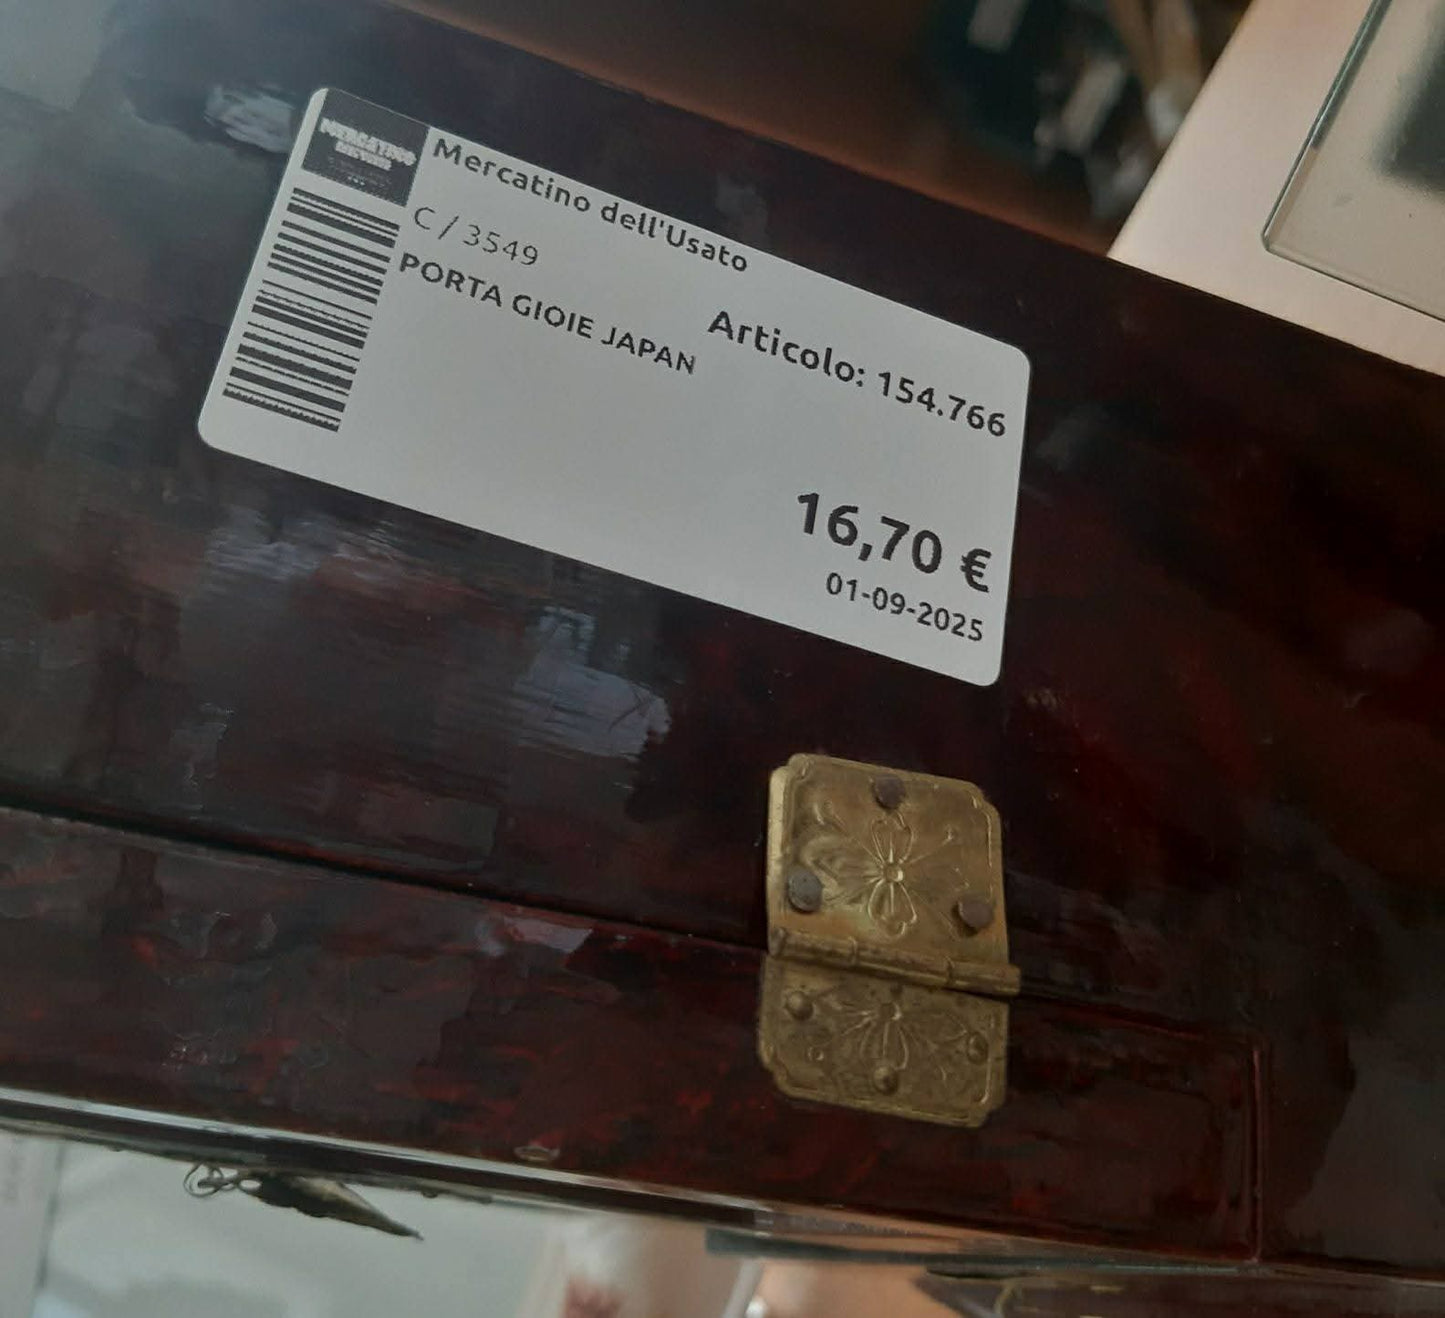 Mercatino dell'Usato
C / 3549
PORTA GIOIE JAPAN
Articolo: 154.766
16,70 €
01-09-2025